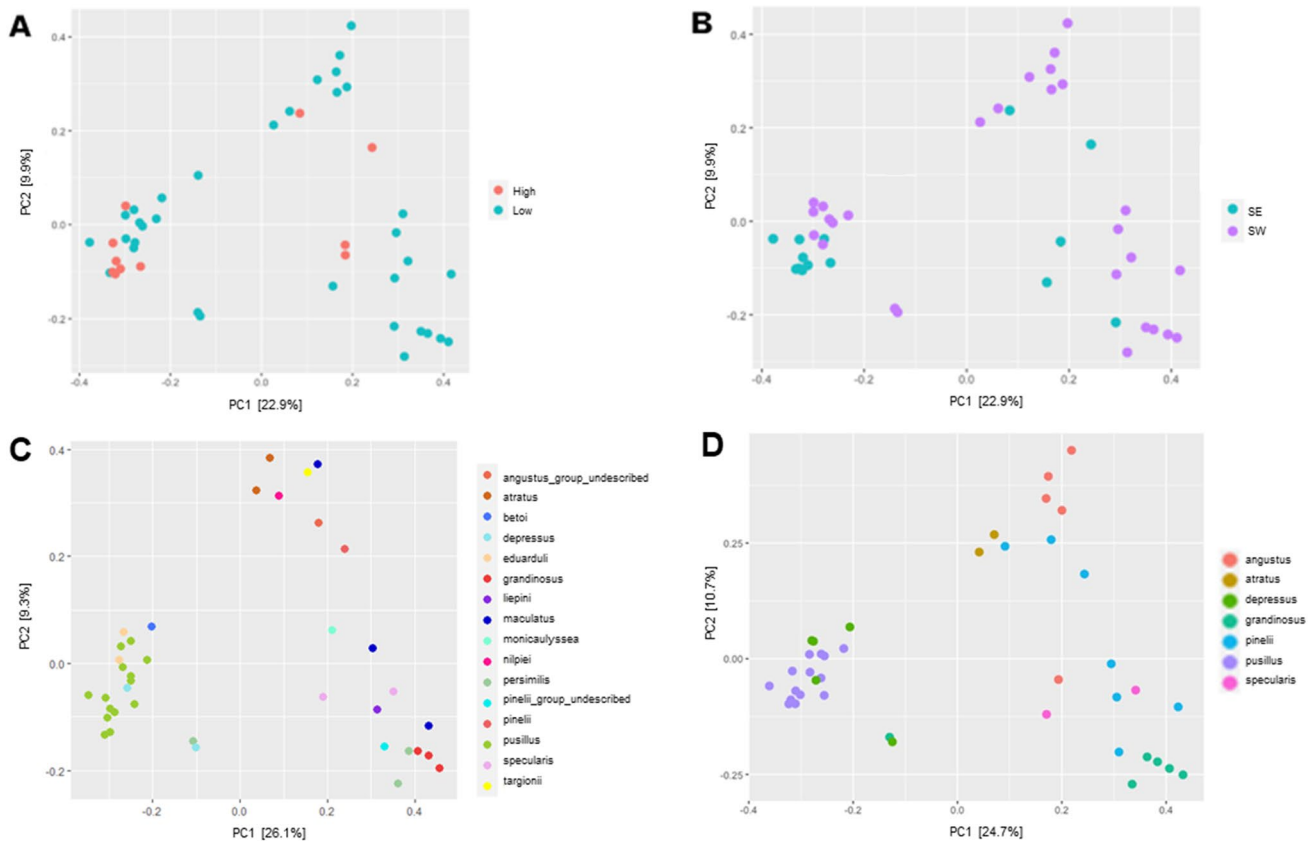 A
0.4
0.2
0.0
-0.2
-0.4
-0.2
0.0
0.2
0.4
PC1 [22.9%]
PC2 [9.9%]
High
Low
B
0.4
0.2
0.0
-0.2
-0.4
-0.2
0.0
0.2
0.4
PC1 [22.9%]
PC2 [9.9%]
SE
SW
C
0.4
0.2
0.0
-0.2
-0.2
0.0
0.2
0.4
PC1 [26.1%]
PC2 [9.3%]
angustus_group_undescribed
atratus
betoi
depressus
eduarduli
grandinosus
liepini
maculatus
monicaulyssea
nilpiei
persimilis
pinelii_group_undescribed
pinelii
pusillus
specularis
targionii
D
0.25
0.00
-0.25
-0.4
-0.2
0.0
0.2
0.4
PC1 [24.7%]
PC2 [10.7%]
angustus
atratus
depressus
grandinosus
pinelii
pusillus
specularis